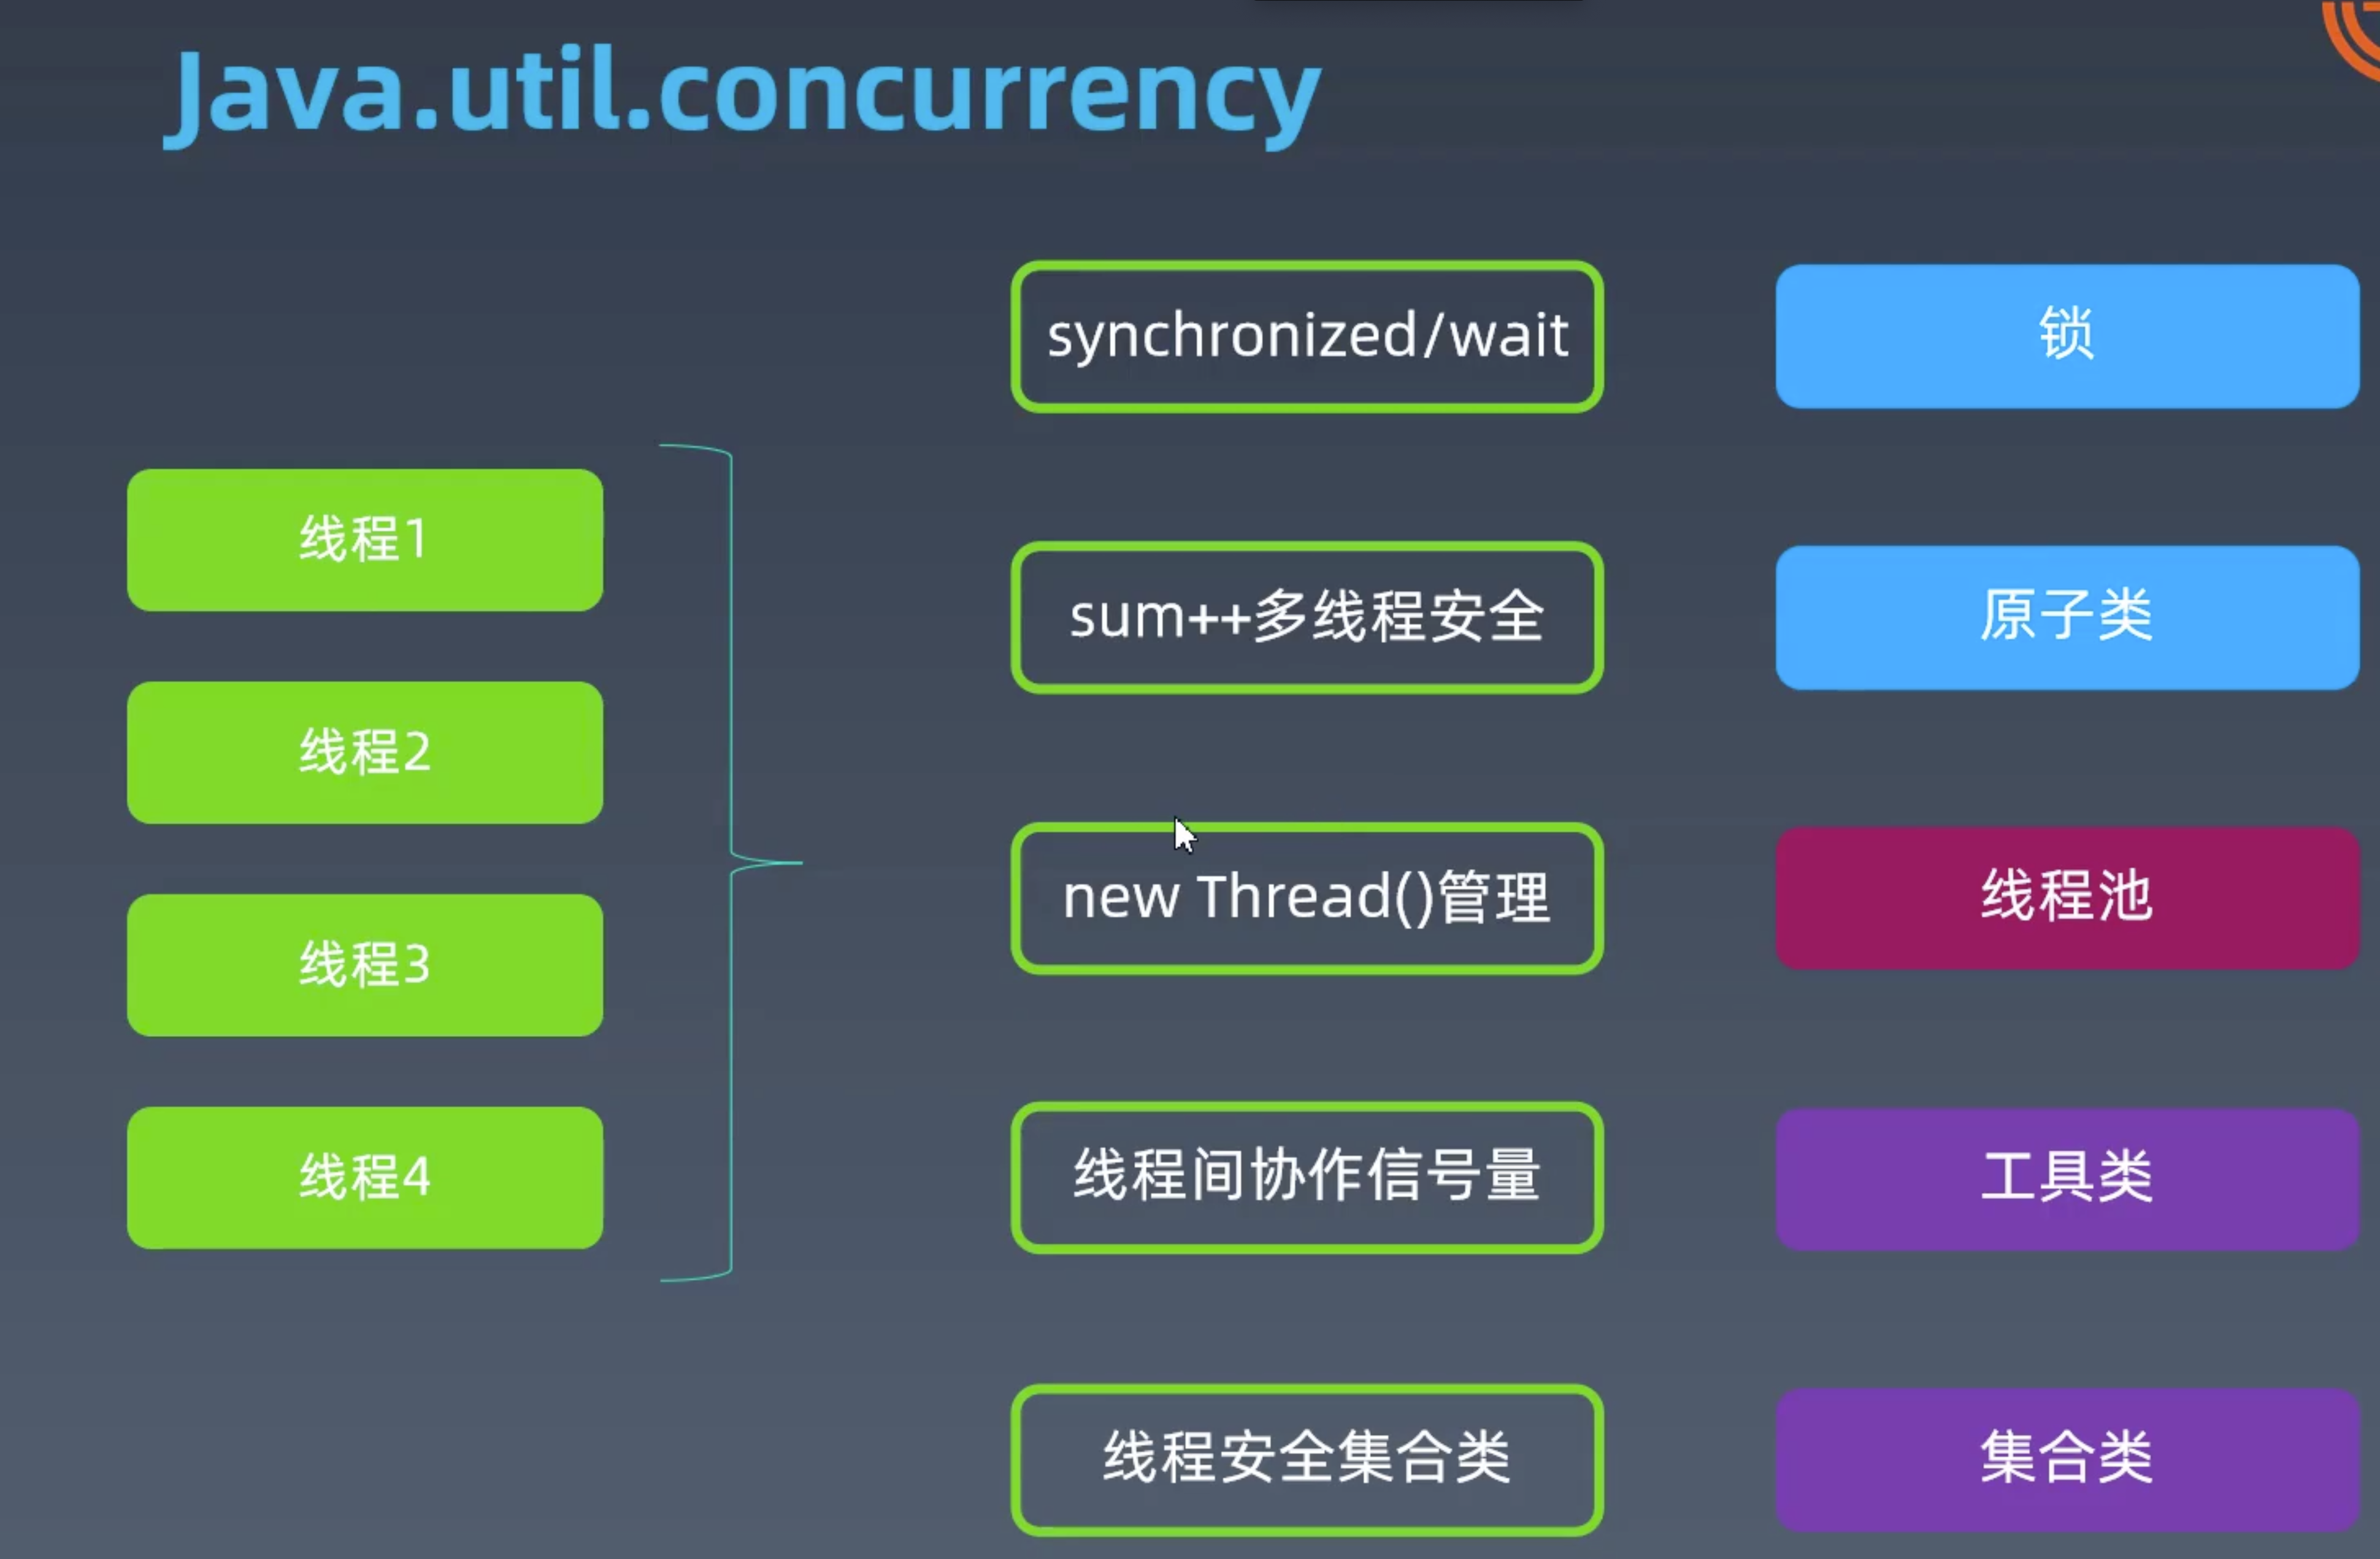 Java.util.concurrency
线程1
线程2
线程3
线程4
synchronized/wait
锁
sum++多线程安全
原子类
new Thread()管理
线程池
线程间协作信号量
工具类
线程安全集合类
集合类